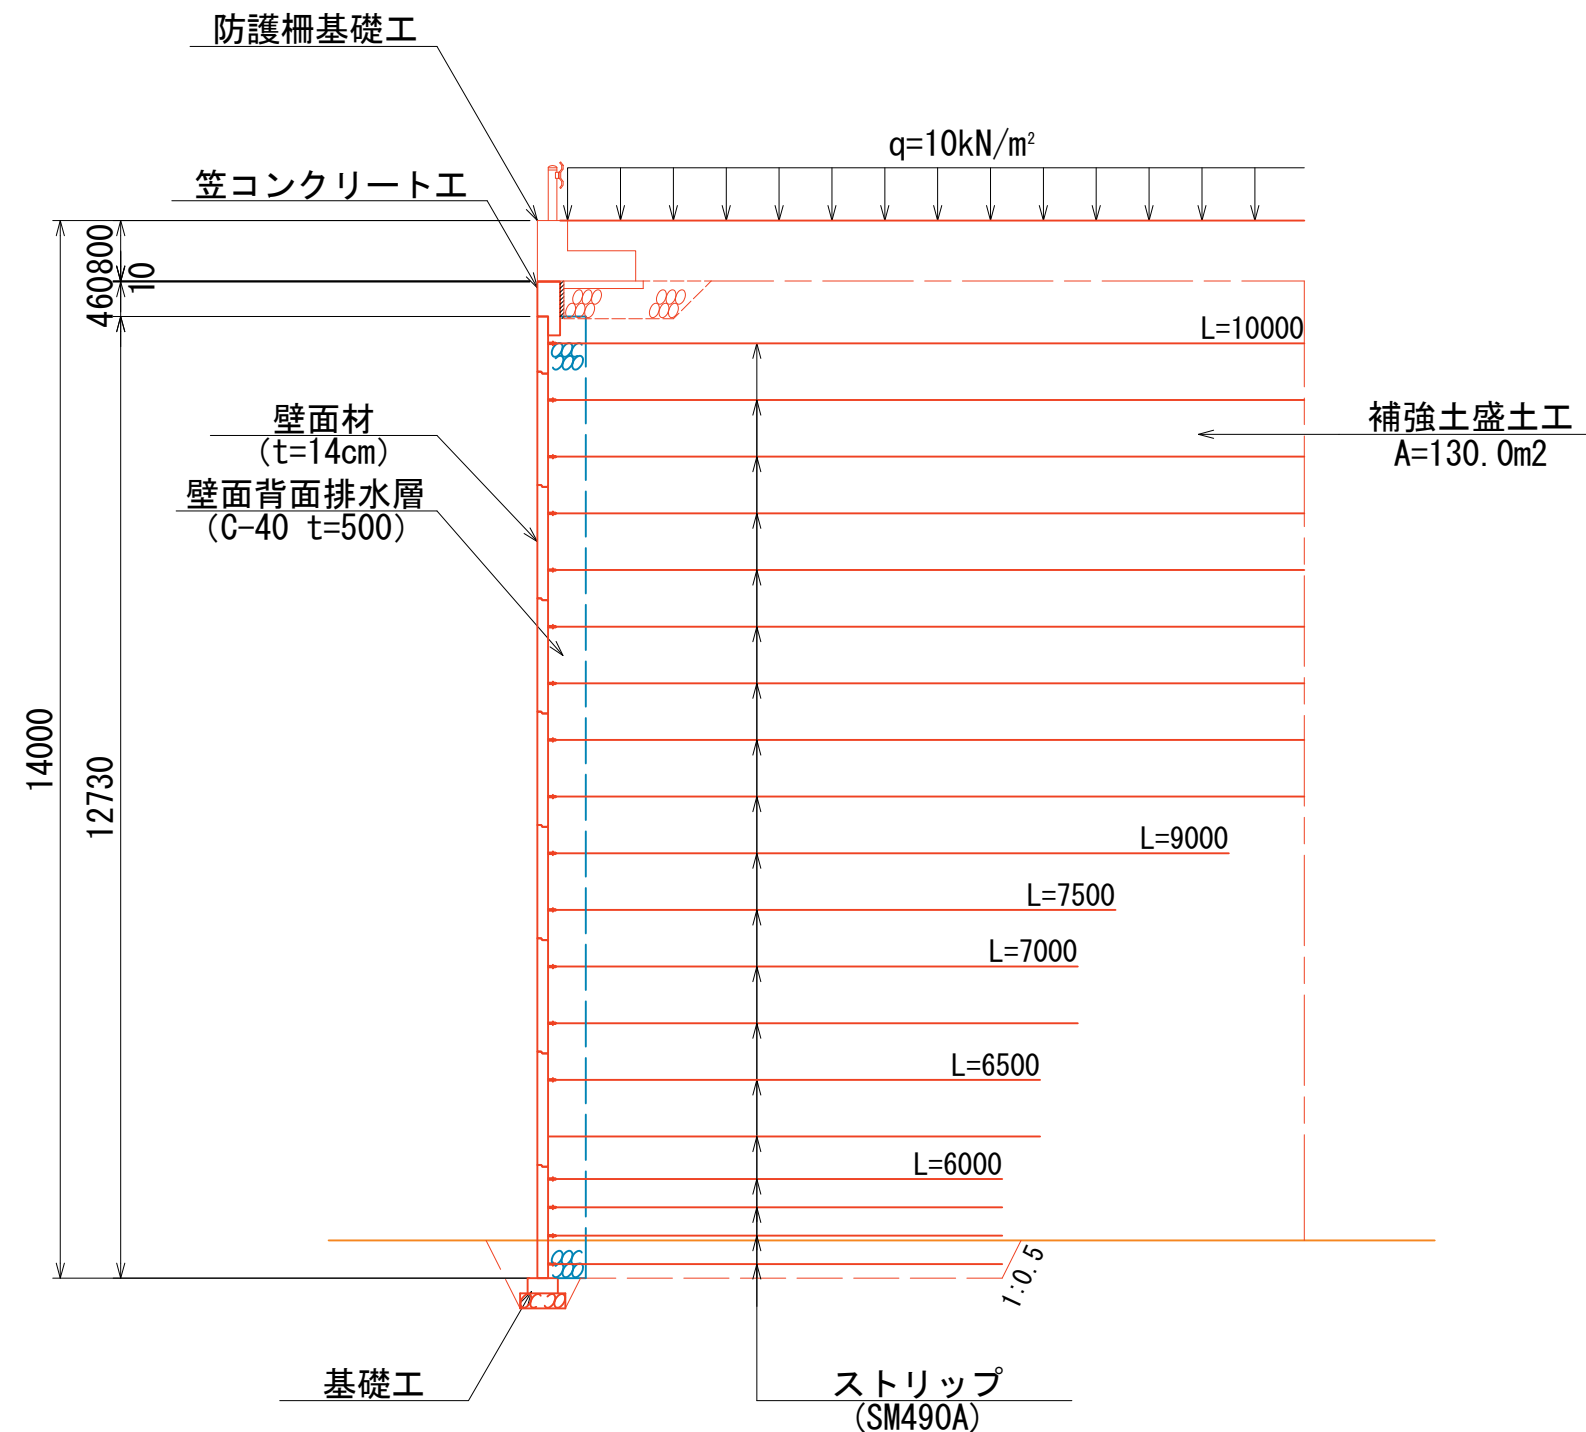 防護柵基礎工
q=10kN/m²
笠コンクリート工
800
10
460
L=10000
壁面材
(t=14cm)
補強土盛土工
A=130.0m2
壁面背面排水層
(C-40 t=500)
14000
12730
L=9000
L=7500
L=7000
L=6500
L=6000
1:0.5
基礎工
ストリップ
(SM490A)